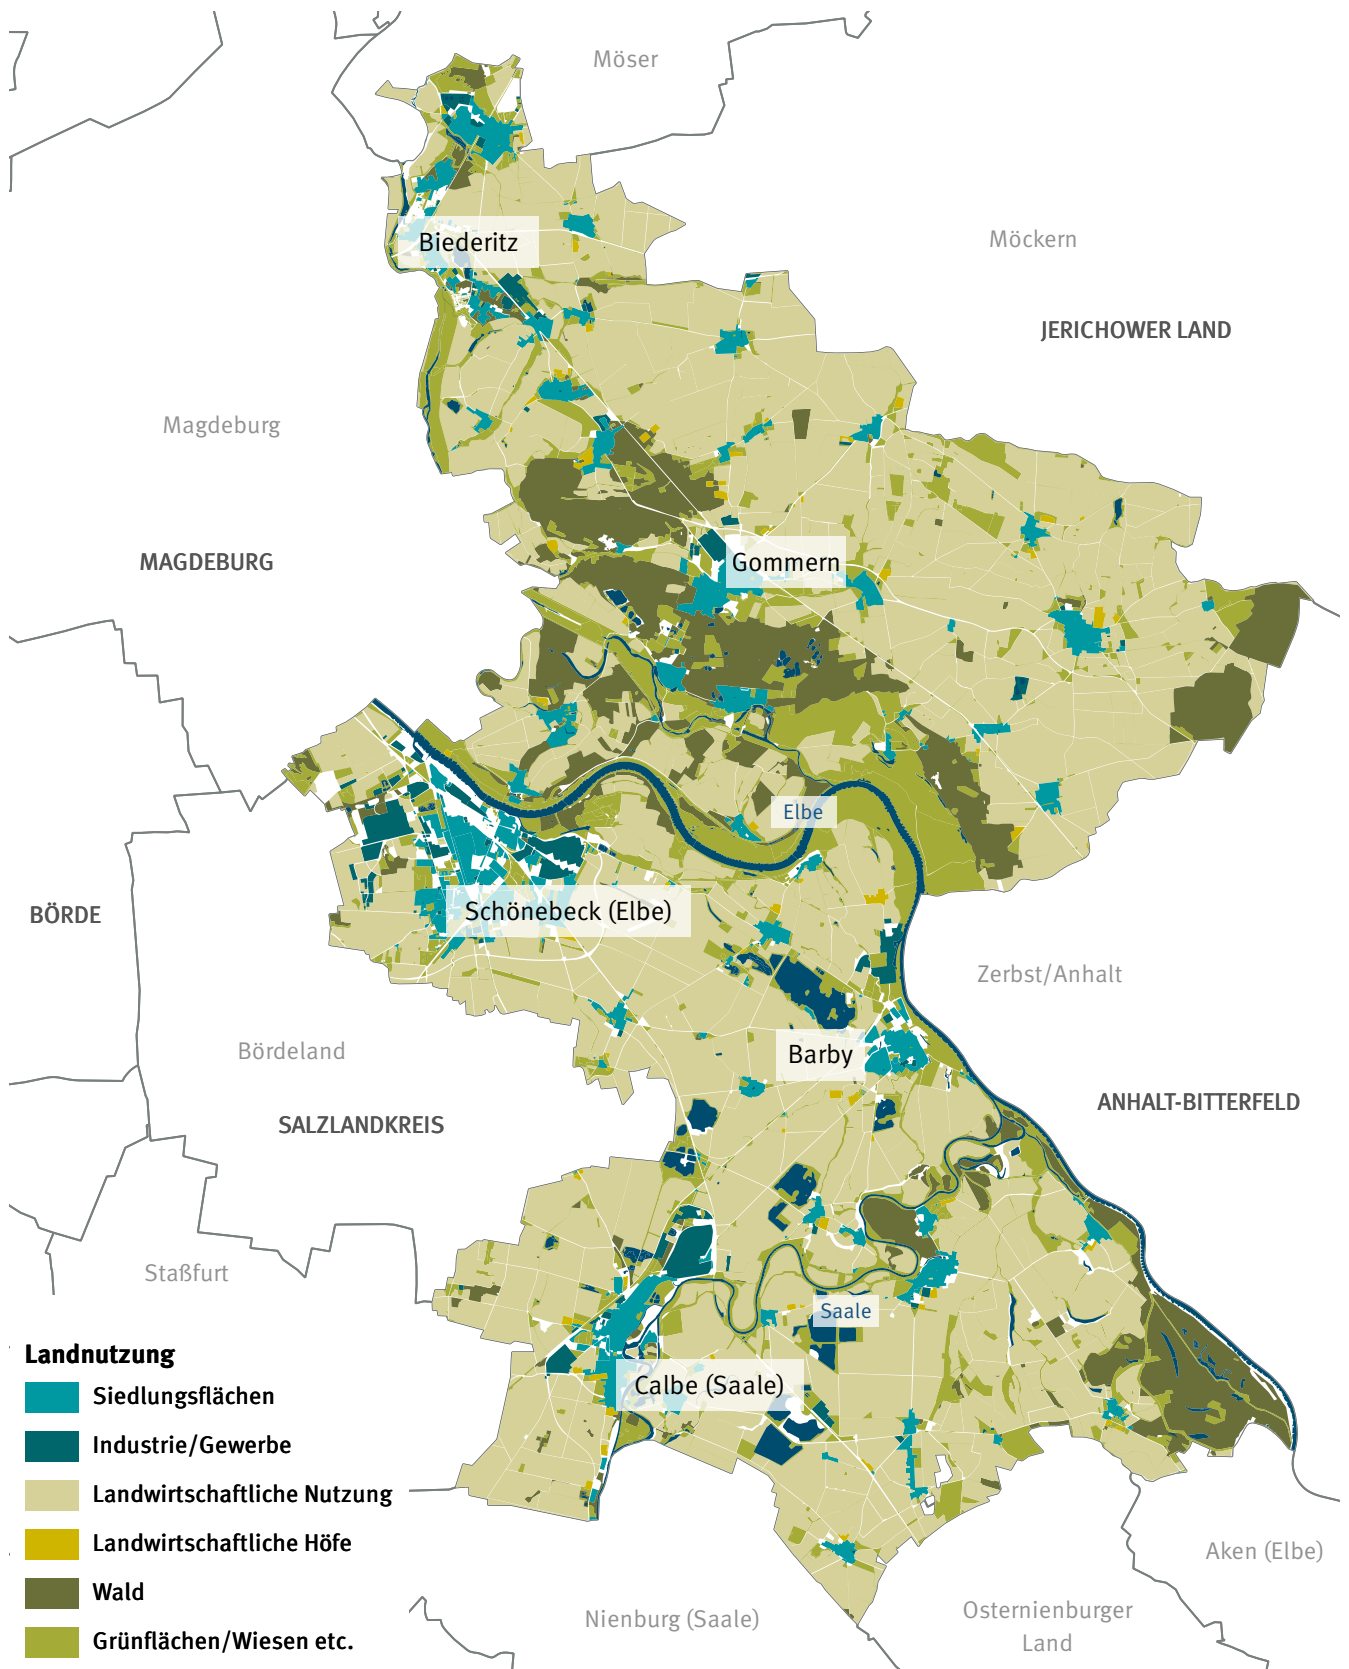 Möser
Biederitz
Möckern
JERICHOWER LAND
Magdeburg
MAGDEBURG
Gommern
Elbe
BÖRDE
Schönebeck (Elbe)
Zerbst/Anhalt
Bördeland
Barby
SALZLANDKREIS
ANHALT-BITTERFELD
Staßfurt
Saale
Calbe (Saale)
Landnutzung
Siedlungsflächen
Industrie/Gewerbe
Landwirtschaftliche Nutzung
Landwirtschaftliche Höfe
Wald
Grünflächen/Wiesen etc.
Aken (Elbe)
Nienburg (Saale)
Osternienburger
Land